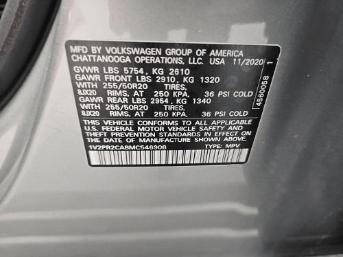 MFD BY VOLKSWAGEN GROUP OF AMERICA
CHATTANOOGA OPERATIONS, LLC. USA 11/2020
GVWR LBS 5754, KG 2610
GAWR FRONT LBS 2910, KG 1320
WITH 255/50R20 TIRES,
8JX20 RIMS, AT 250 KPA, 36 PSI COLD
GAWR REAR LBS 2954, KG 1340
WITH 255/50R20 TIRES,
8JX20 RIMS, AT 250 KPA, 36 PSI COLD
THIS VEHICLE CONFORMS TO ALL APPLICABLE
FEDERAL MOTOR VEHICLE SAFETY AND
THEFT PREVENTION STANDARDS IN EFFECT ON
THE DATE OF MANUFACTURE SHOWN ABOVE.
1V2PR2CA8MC546908 TYPE: MPV